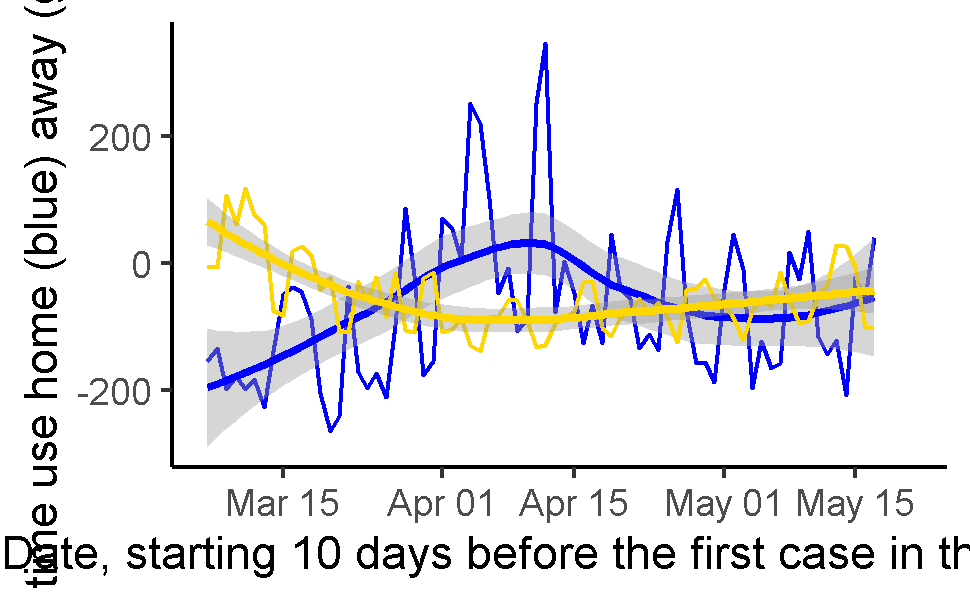 time use home (blue) away (
200
0
-200
Mar 15 Apr 01 Apr 15 May 01 May 15
Date, starting 10 days before the first case in th